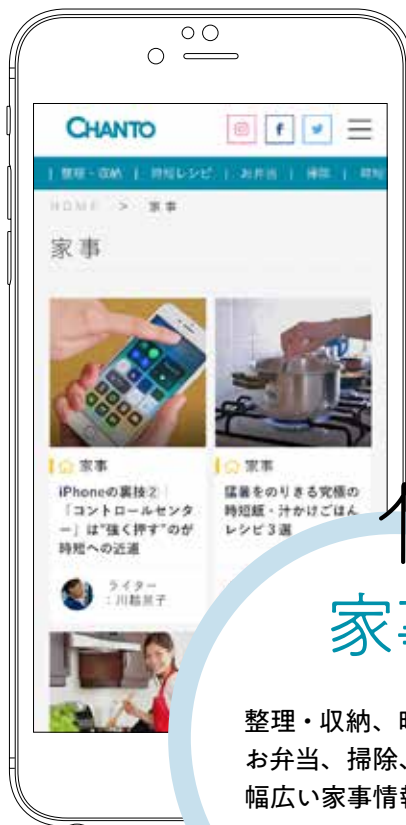 CHANTO
| 整理・収納 | 時短レシピ | お弁当 | 掃除 | 時短
HOME > 家事
家事
家事
iPhoneの裏技②｜
「コントロールセンタ
ー」は"強く押す"のが
時短への近道
ライター
：川越景子
家事
猛暑をのりきる究極の
時短飯・汁かけごはん
レシピ3選
家
整理・収納、
お弁当、掃除、
幅広い家事情